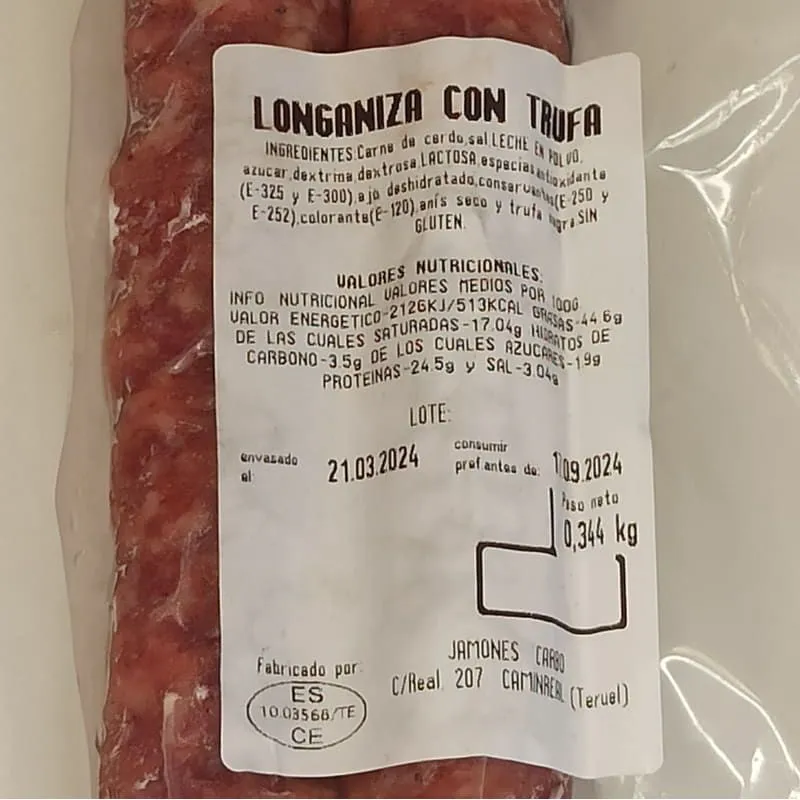 LONGANIZA CON TRUFA
INGREDIENTES:Carne de cerdo,sal,LECHE EN POLVO,
azucar,dextrina,dextrosa,LACTOSA,especias,antioxidante
(E-325 y E-300),ajo deshidratado,conservantes(E-250 y
E-252),colorante(E-120),anís seco y trufa negra.SIN
GLUTEN.
VALORES NUTRICIONALES:
INFO NUTRICIONAL VALORES MEDIOS POR 100G
VALOR ENERGETICO-2126KJ/513KCAL GRASAS-44.6g
DE LAS CUALES SATURADAS-17.04g HIDRATOS DE
CARBONO-3.5g DE LOS CUALES AZUCARES-1.9g
PROTEINAS-24.5g y SAL-3.04g
LOTE:
envasado
el:
21.03.2024
consumir
pref.antes de:
09.2024
Peso neto
0,344 kg
Fabricado por:
JAMONES CARBO
C/Real 207 CAMINREAL (Teruel)
ES
10.03568/TE
CE